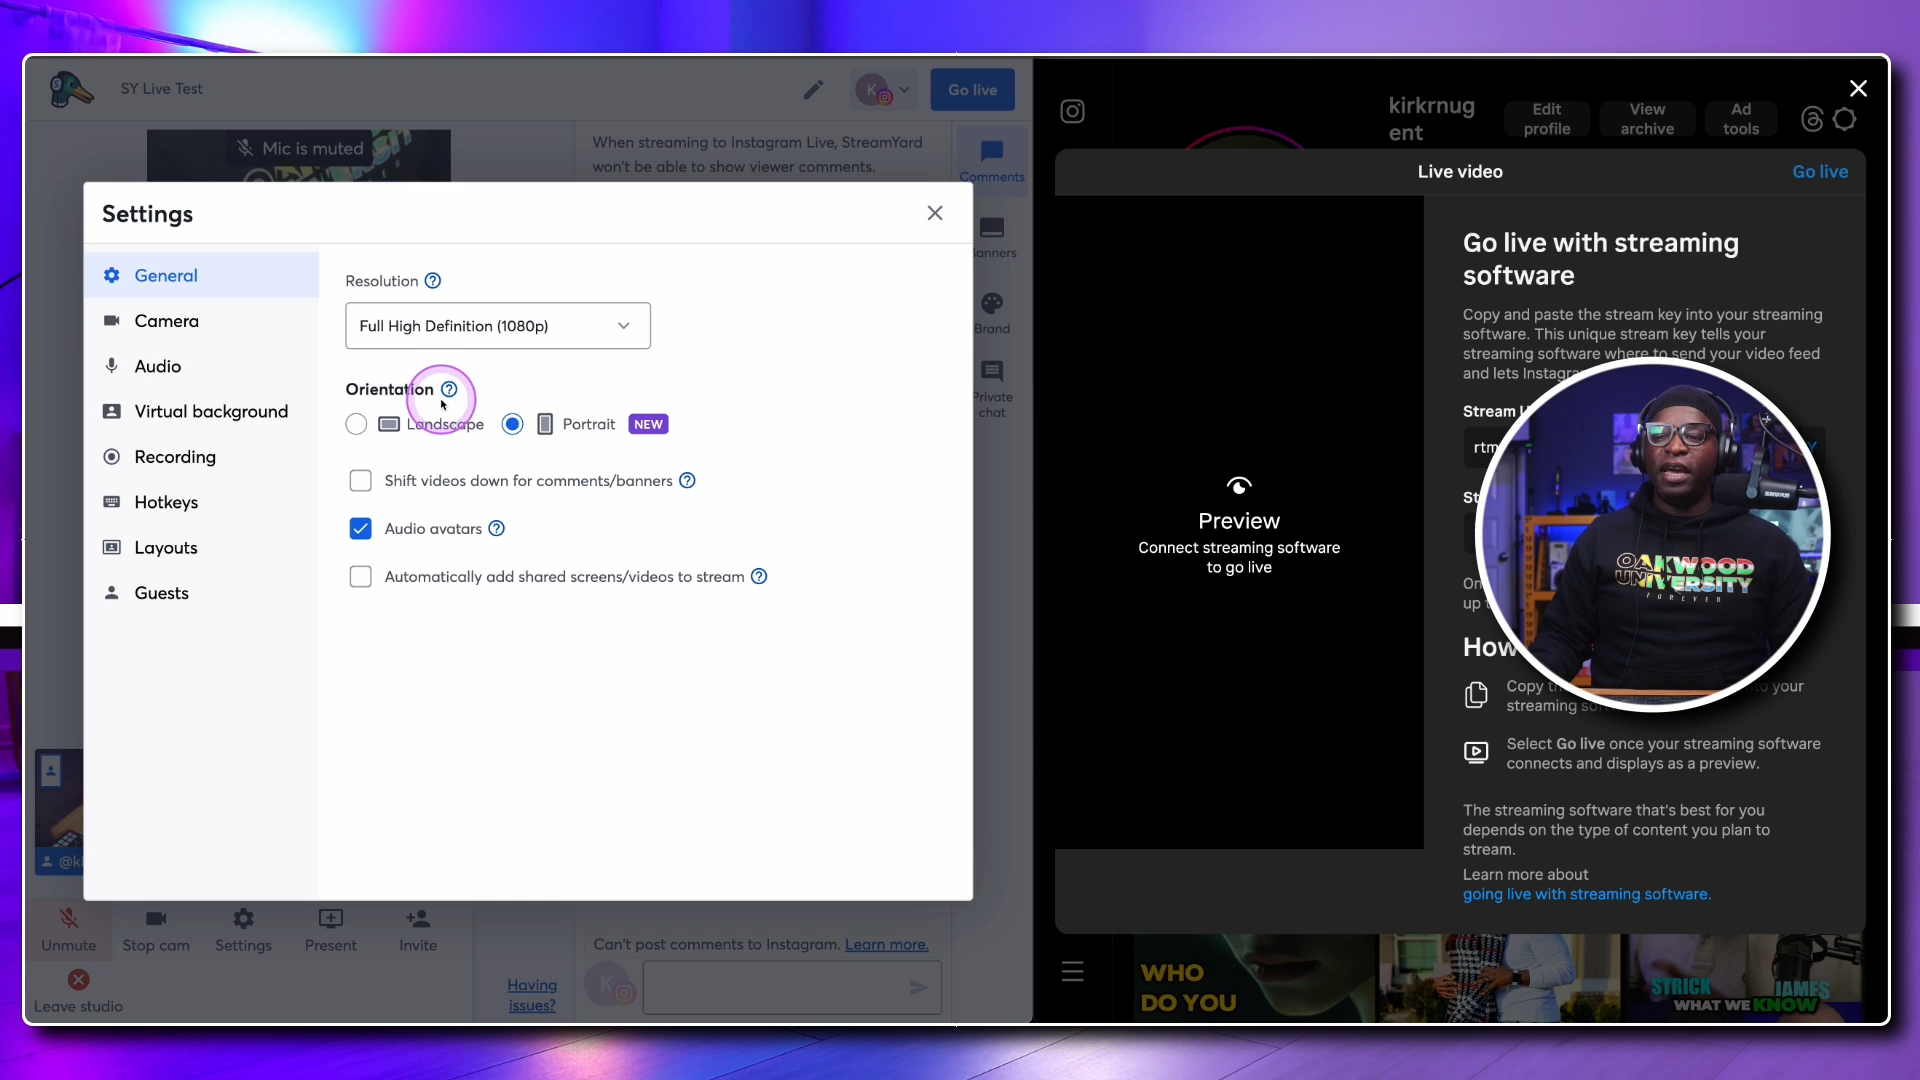 SY Live Test
K
Go live
Mic is muted
When streaming to Instagram Live, StreamYard
won't be able to show viewer comments.
Comments
Banners
Brand
Private
chat
Settings
General
Camera
Audio
Virtual background
Recording
Hotkeys
Layouts
Guests
Resolution
Full High Definition (1080p)
Orientation
Landscape
Portrait
NEW
Shift videos down for comments/banners
Audio avatars
Automatically add shared screens/videos to stream
Unmute
Stop cam
Settings
Present
Invite
Leave studio
Having
issues?
Can't post comments to Instagram. Learn more.
K
kirkrnug
ent
Edit
profile
View
archive
Ad
tools
Live video
Go live
Go live with streaming
software
Copy and paste the stream key into your streaming
software. This unique stream key tells your
streaming software where to send your video feed
and lets
Stream
rtm
On
up
How
Copy
your
streaming
Select Go live once your streaming software
connects and displays as a preview.
The streaming software that's best for you
depends on the type of content you plan to
stream.
Learn more about
going live with streaming software.
Preview
Connect streaming software
to go live
OAKWOOD
UNIVERSITY
FOREVER
SHURE
WHO
DO YOU
STRICK
JAMES
WHAT WE KNOW